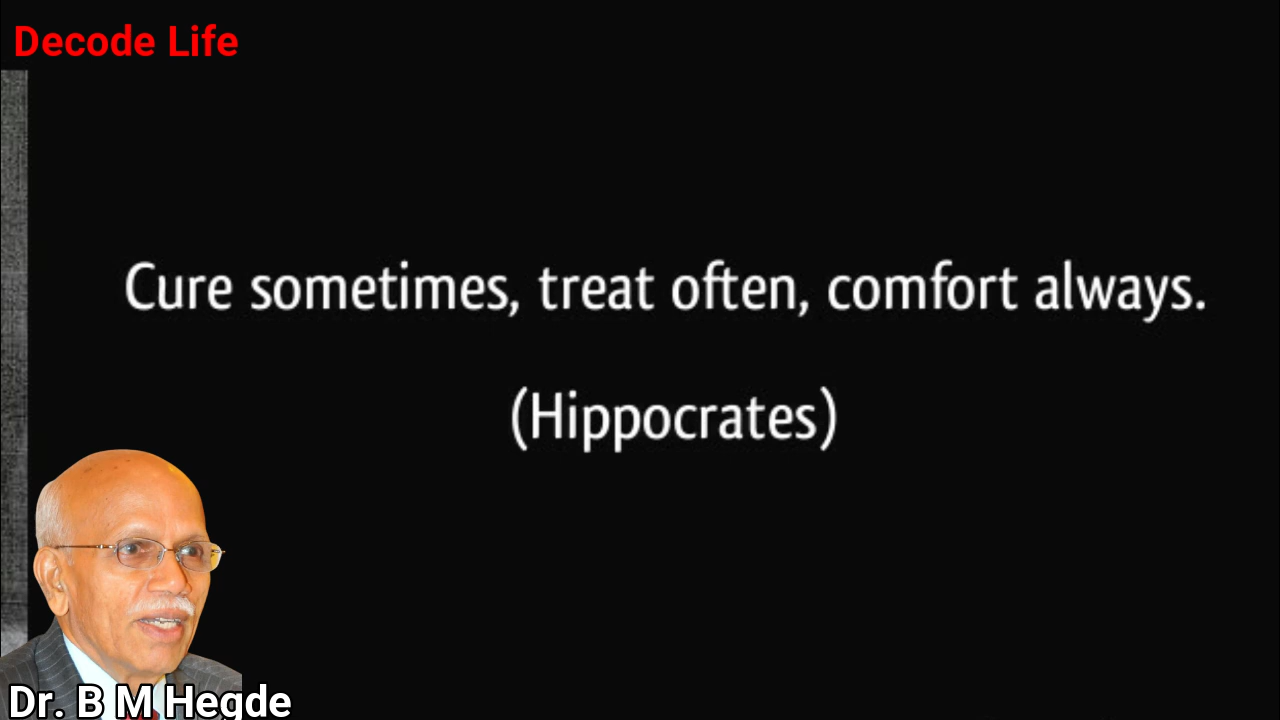 Decode Life
Cure sometimes, treat often, comfort always.
(Hippocrates)
Dr. B M Hegde